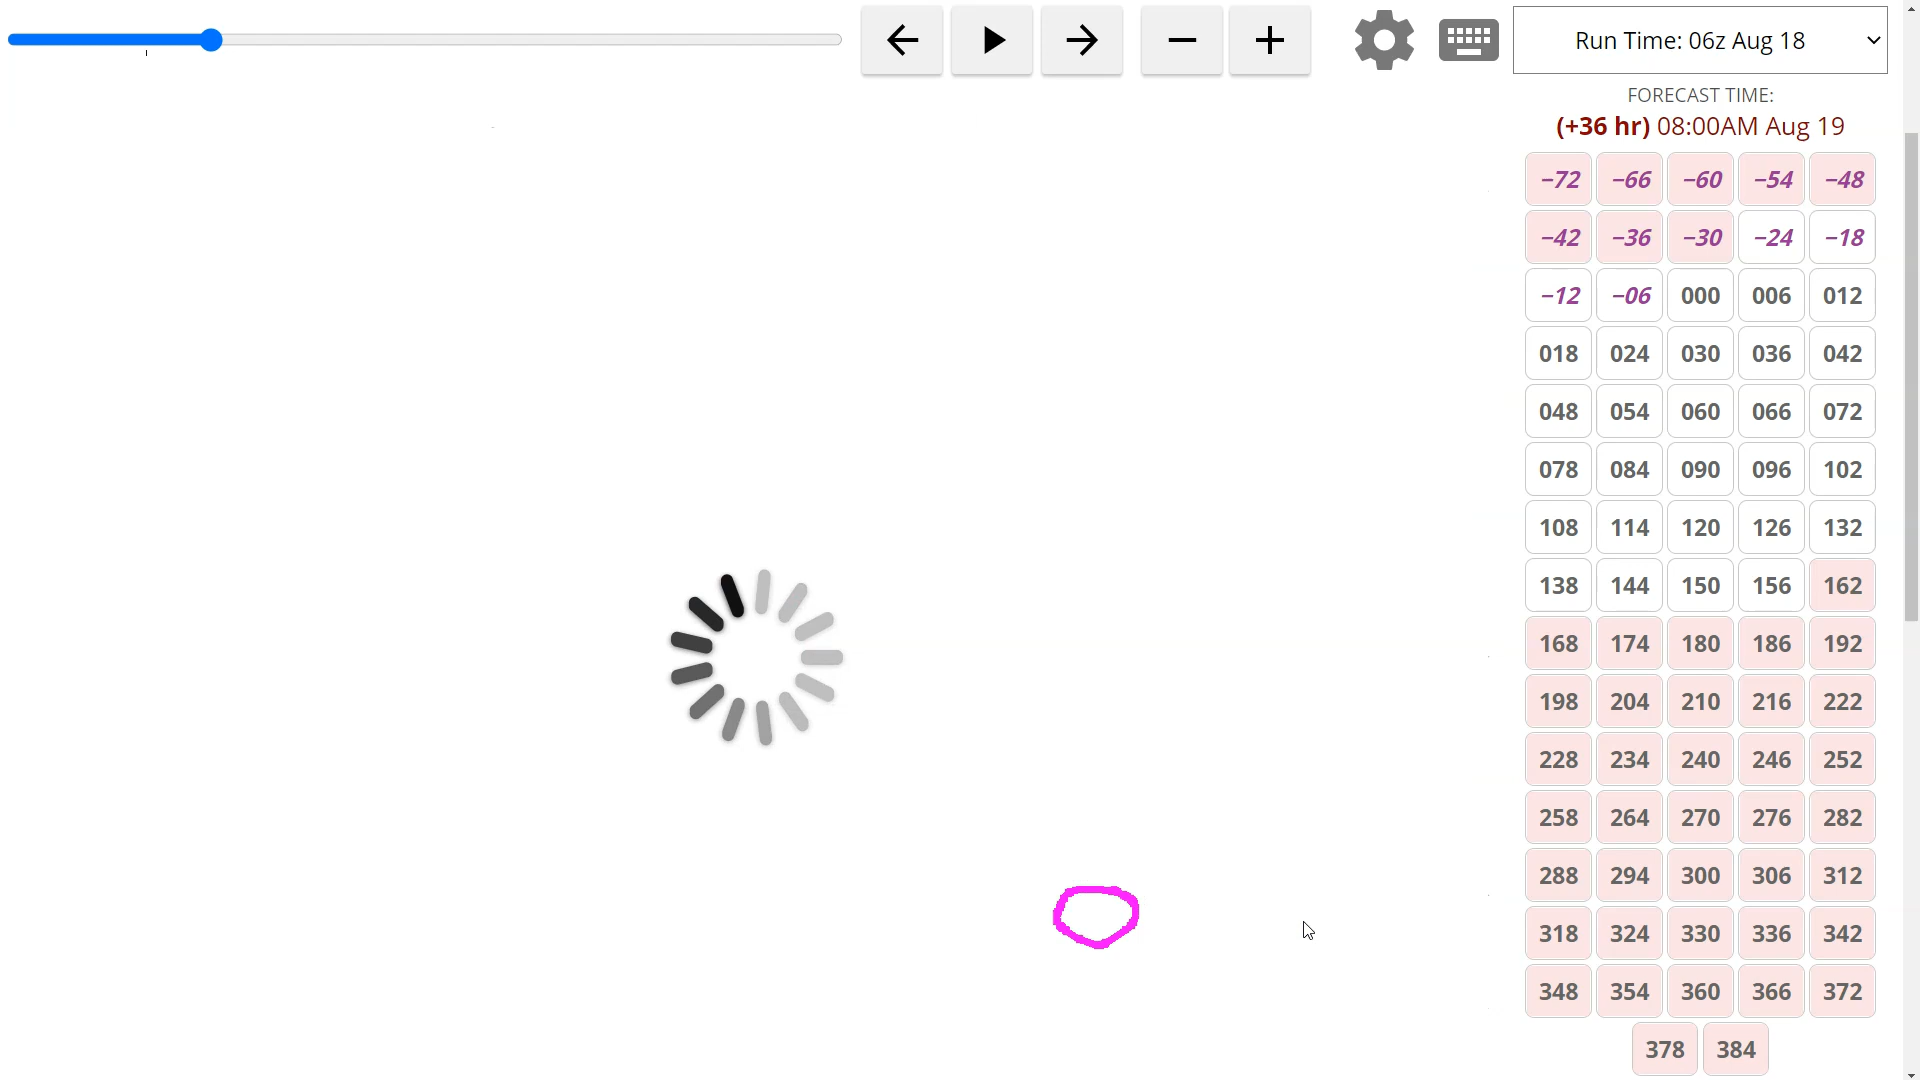 Run Time: 06z Aug 18
FORECAST TIME:
(+36 hr) 08:00AM Aug 19
−72 −66 −60 −54 −48
−42 −36 −30 −24 −18
−12 −06 000 006 012
018 024 030 036 042
048 054 060 066 072
078 084 090 096 102
108 114 120 126 132
138 144 150 156 162
168 174 180 186 192
198 204 210 216 222
228 234 240 246 252
258 264 270 276 282
288 294 300 306 312
318 324 330 336 342
348 354 360 366 372
378 384